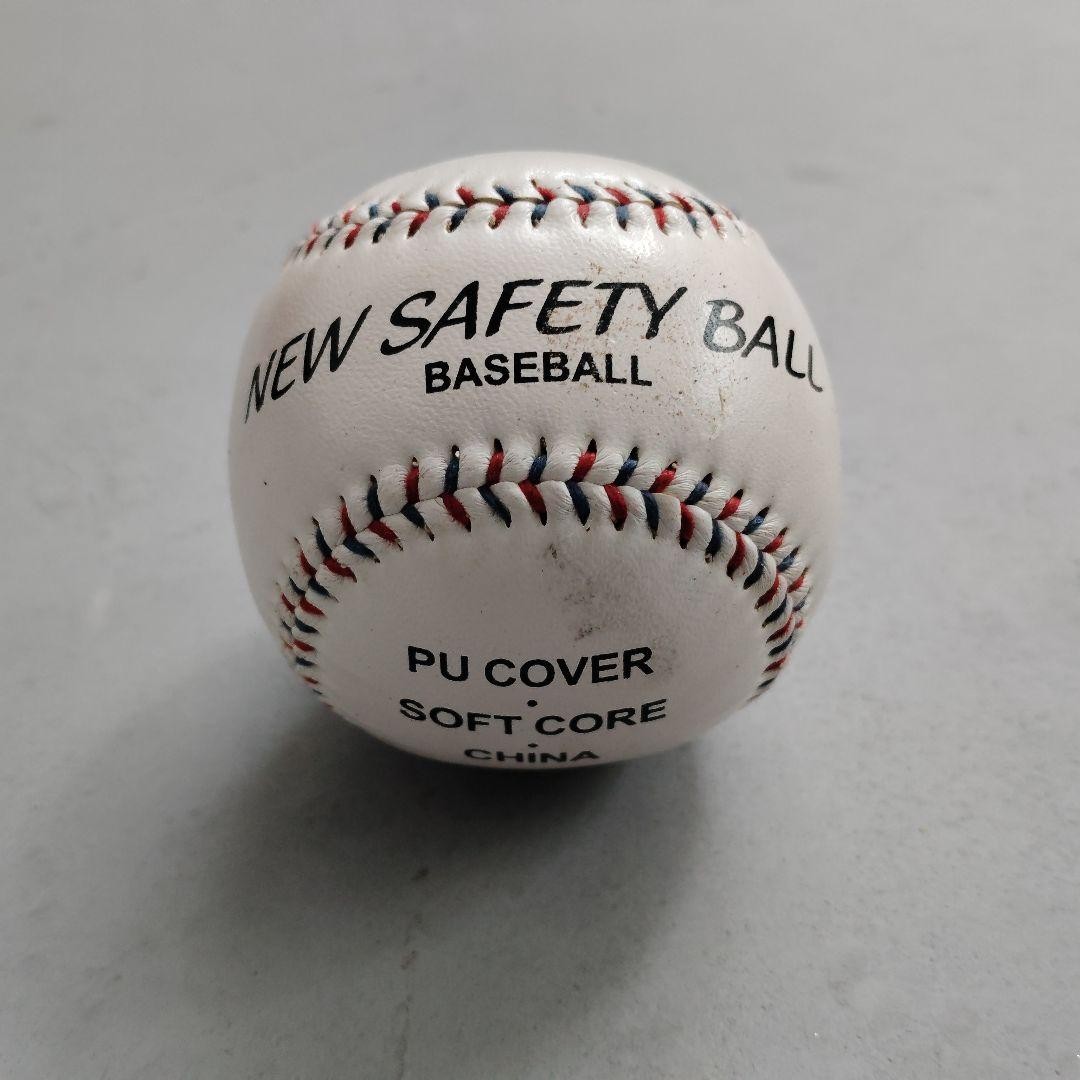 NEW SAFETY BALL
BASEBALL
PU COVER
SOFT CORE
CHINA